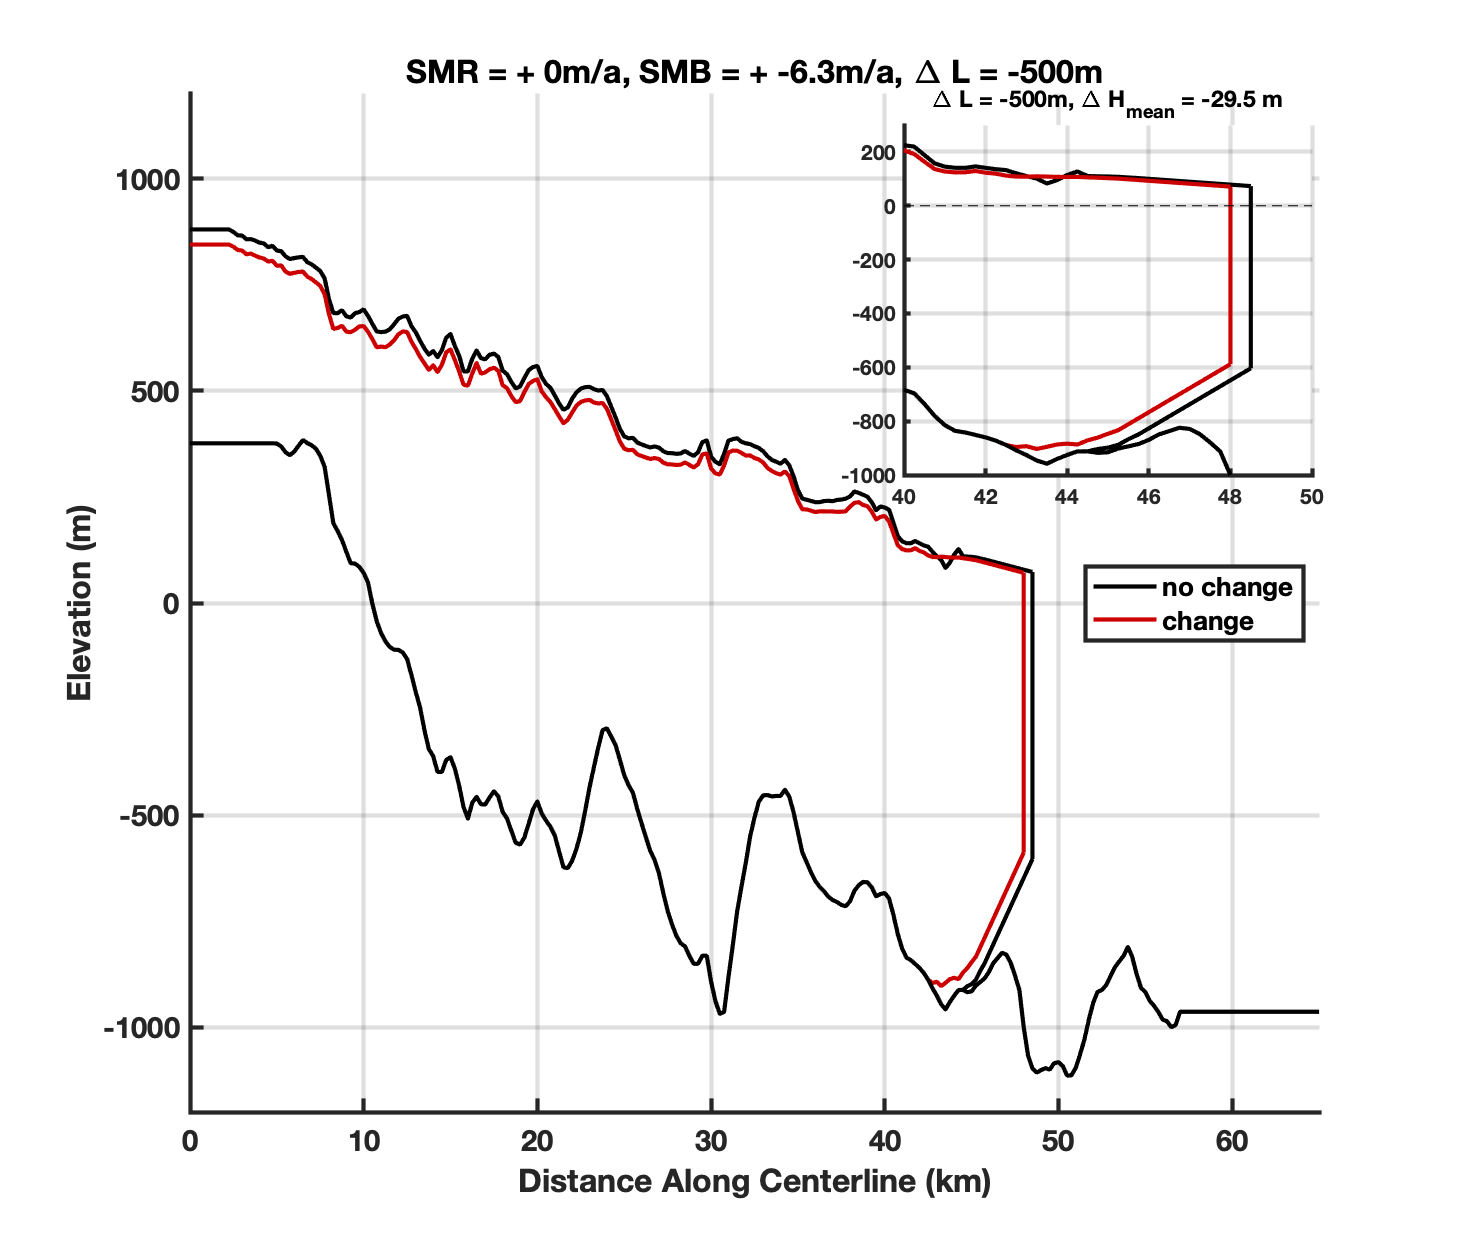 SMR = + 0m/a, SMB = + -6.3m/a, Δ L = -500m
Δ L = -500m, Δ Hmean = -29.5 m
200
0
-200
-400
-600
-800
-1000
40 42 44 46 48 50
1000
500
0
-500
-1000
Elevation (m)
no change
change
0 10 20 30 40 50 60
Distance Along Centerline (km)